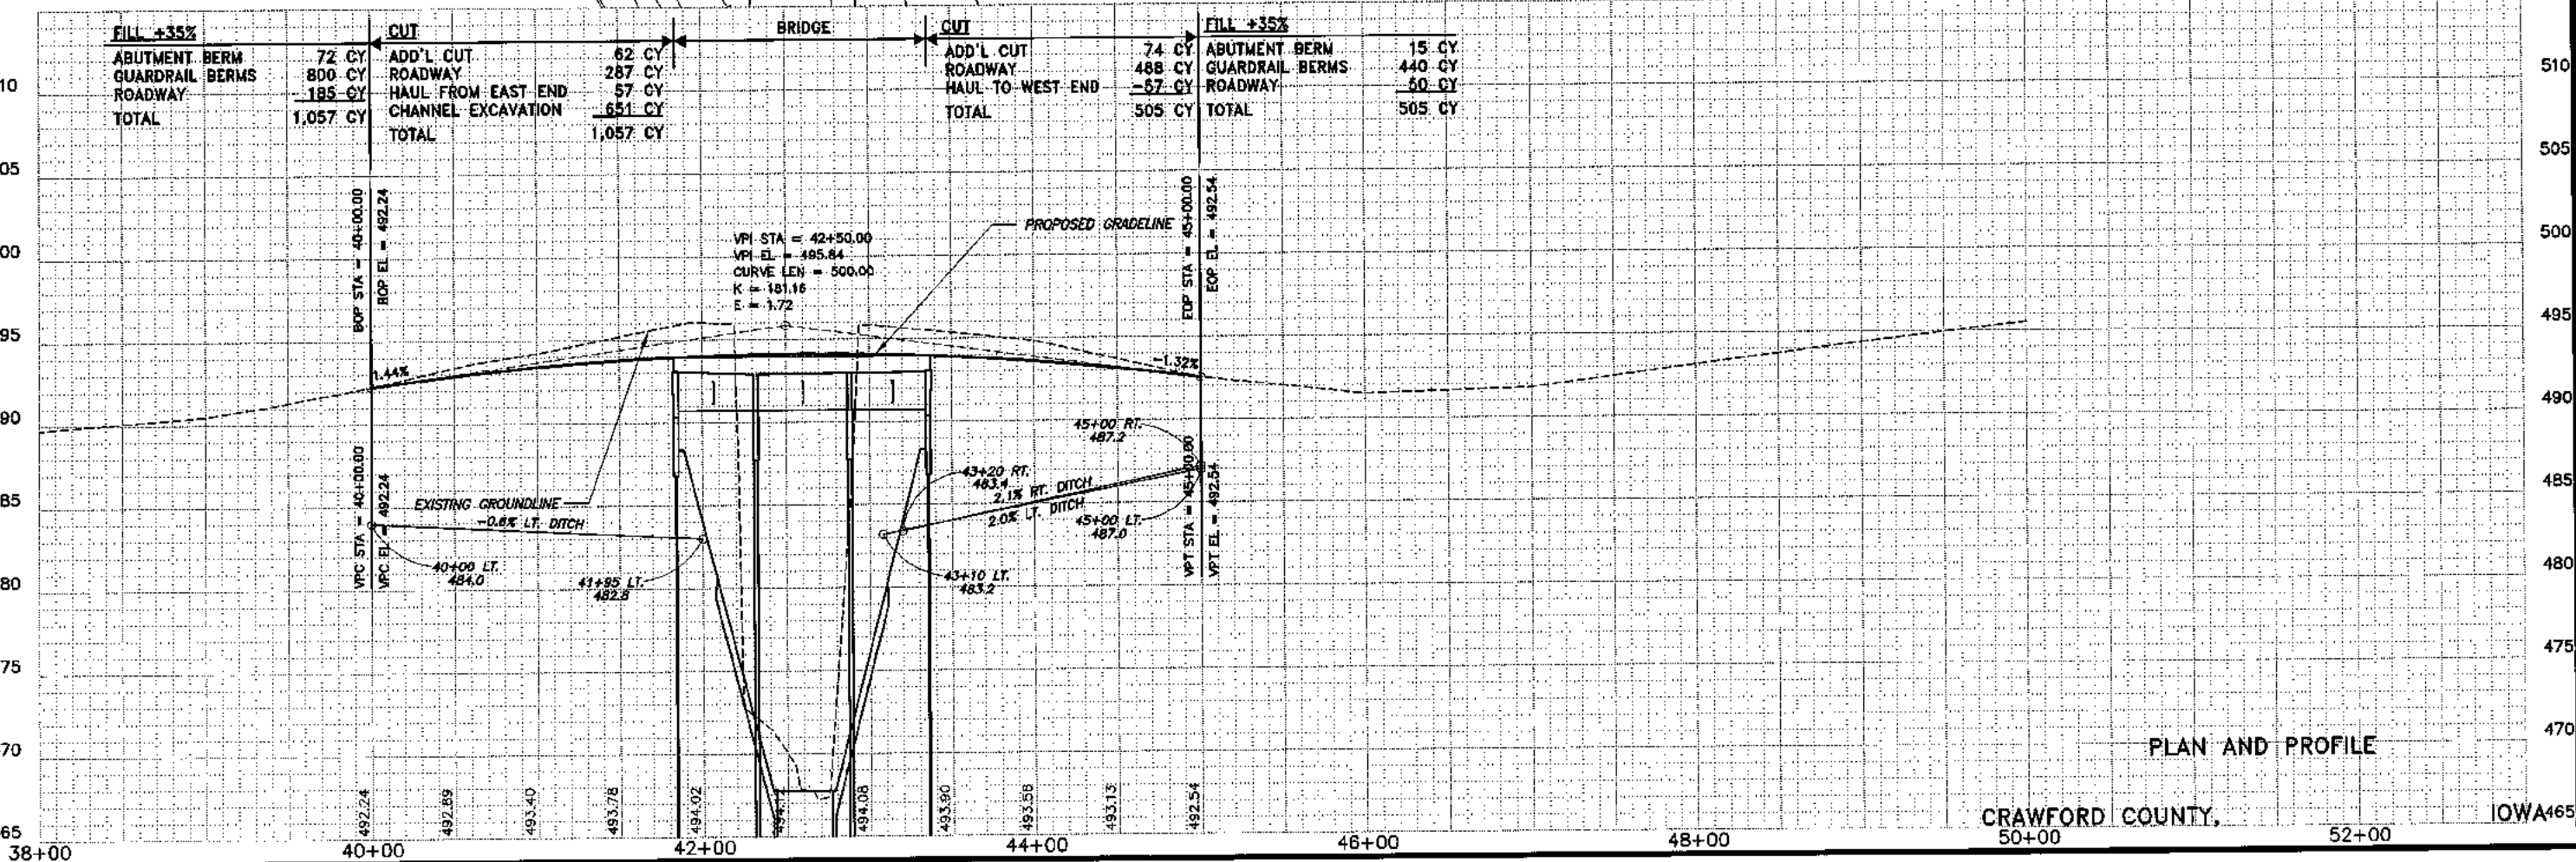 FILL +35%
ABUTMENT BERM 72 CY
GUARDRAIL BERMS 800 CY
ROADWAY 185 CY
TOTAL 1,057 CY
CUT
ADD'L CUT 62 CY
ROADWAY 287 CY
HAUL FROM EAST END 57 CY
CHANNEL EXCAVATION 651 CY
TOTAL 1,057 CY
BRIDGE
CUT
ADD'L CUT 74 CY
ROADWAY 488 CY
HAUL TO WEST END -57 CY
TOTAL 505 CY
FILL +35%
ABUTMENT BERM 15 CY
GUARDRAIL BERMS 440 CY
ROADWAY 50 CY
TOTAL 505 CY
10
05
00
95
90
85
80
75
70
65
510
505
500
495
490
485
480
475
470
465
BOP STA = 40+00.00
BOP EL = 492.24
VPI STA = 42+50.00
VPI EL = 495.84
CURVE LEN = 500.00
K = 181.16
E = 1.72
PROPOSED GRADELINE
EOP STA = 45+00.00
EOP EL = 492.54
1.44%
-1.32%
EXISTING GROUNDLINE
-0.6% LT. DITCH
VPC STA = 40+00.00
VPC EL = 492.24
40+00 LT.
484.0
41+95 LT.
482.8
43+20 RT.
483.4
2.1% RT. DITCH
2.0% LT. DITCH
45+00 RT.
487.2
45+00 LT.
487.0
43+10 LT.
483.2
VPT STA = 45+00.00
VPT EL = 492.54
492.24
492.89
493.40
493.78
494.02
494.08
493.90
493.58
493.13
492.54
PLAN AND PROFILE
CRAWFORD COUNTY, IOWA
38+00
40+00
42+00
44+00
46+00
48+00
50+00
52+00